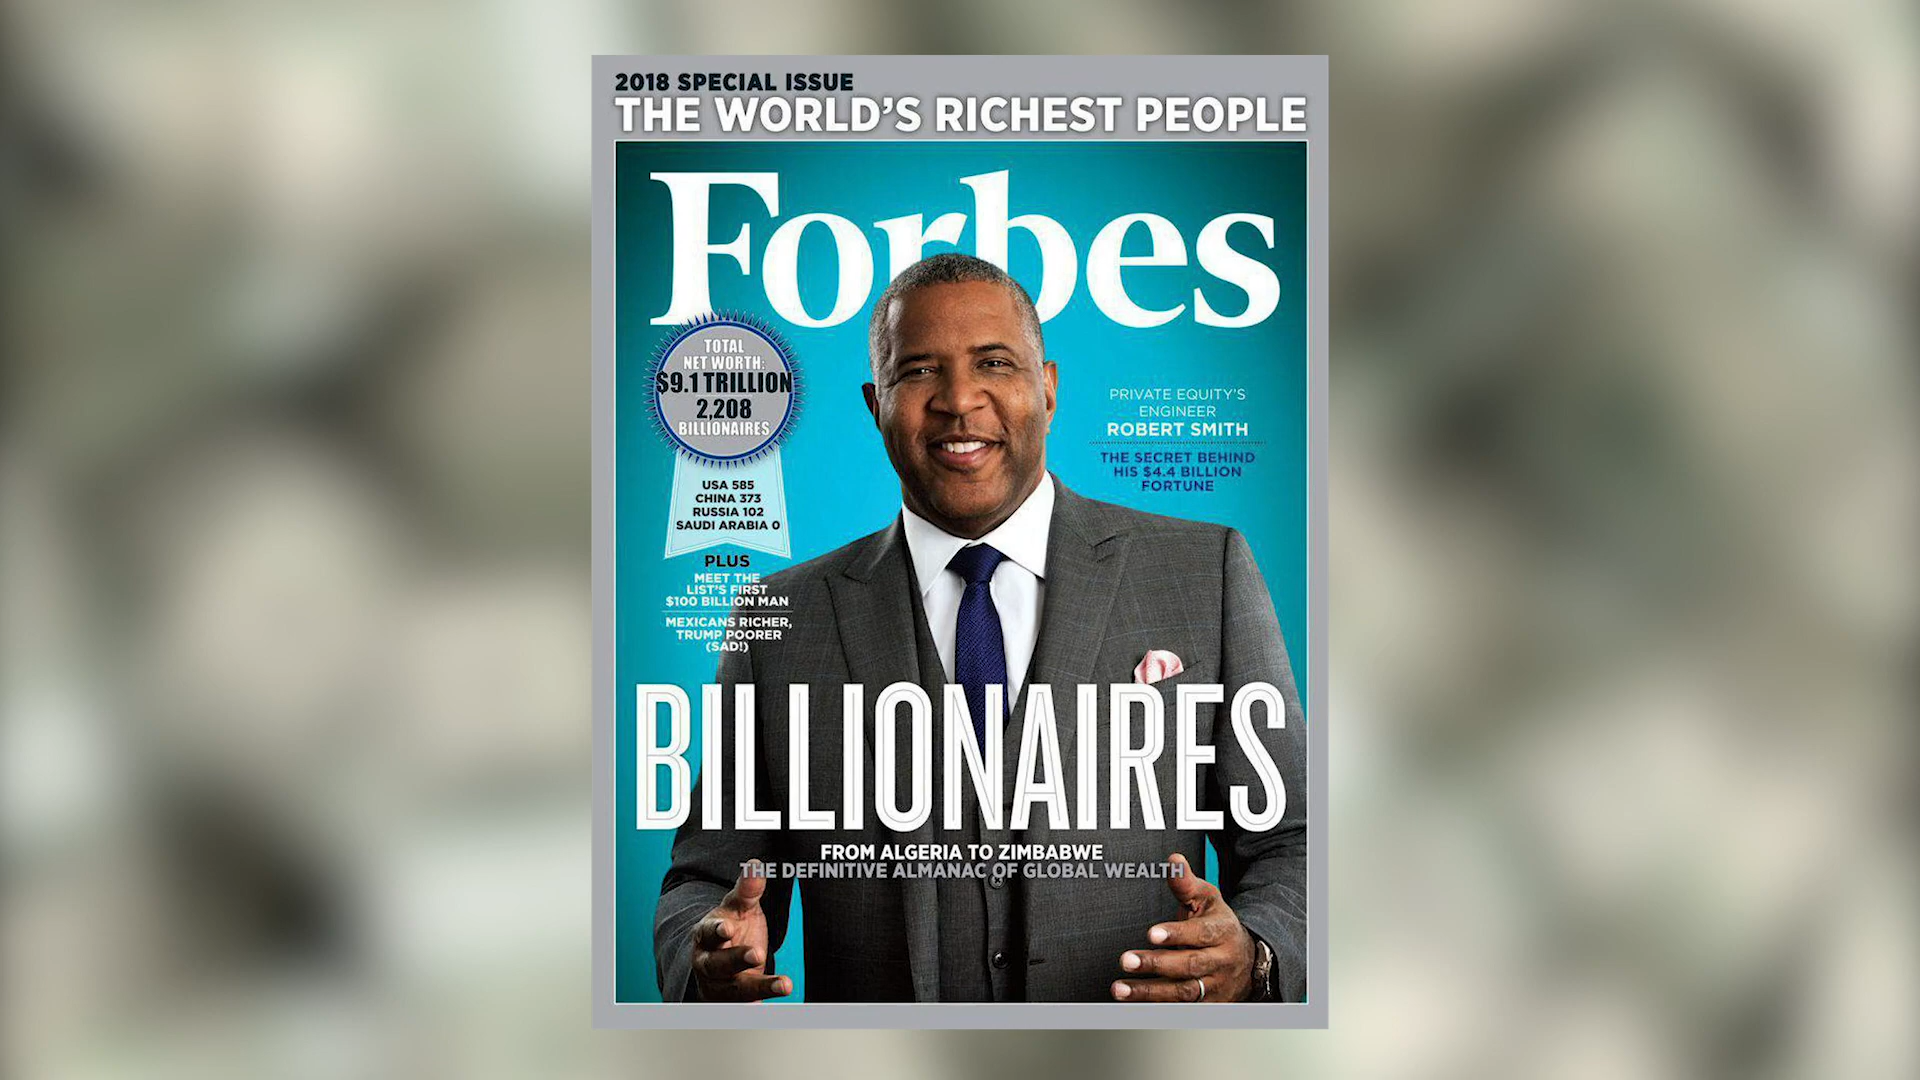 2018 SPECIAL ISSUE
THE WORLD'S RICHEST PEOPLE
Forbes
TOTAL
NET WORTH:
$9.1 TRILLION
2,208
BILLIONAIRES
USA 585
CHINA 373
RUSSIA 102
SAUDI ARABIA 0
PLUS
MEET THE
LIST'S FIRST
$100 BILLION MAN
MEXICANS RICHER,
TRUMP POORER
(SAD!)
PRIVATE EQUITY'S
ENGINEER
ROBERT SMITH
THE SECRET BEHIND
HIS $4.4 BILLION
FORTUNE
BILLIONAIRES
FROM ALGERIA TO ZIMBABWE
THE DEFINITIVE ALMANAC OF GLOBAL WEALTH